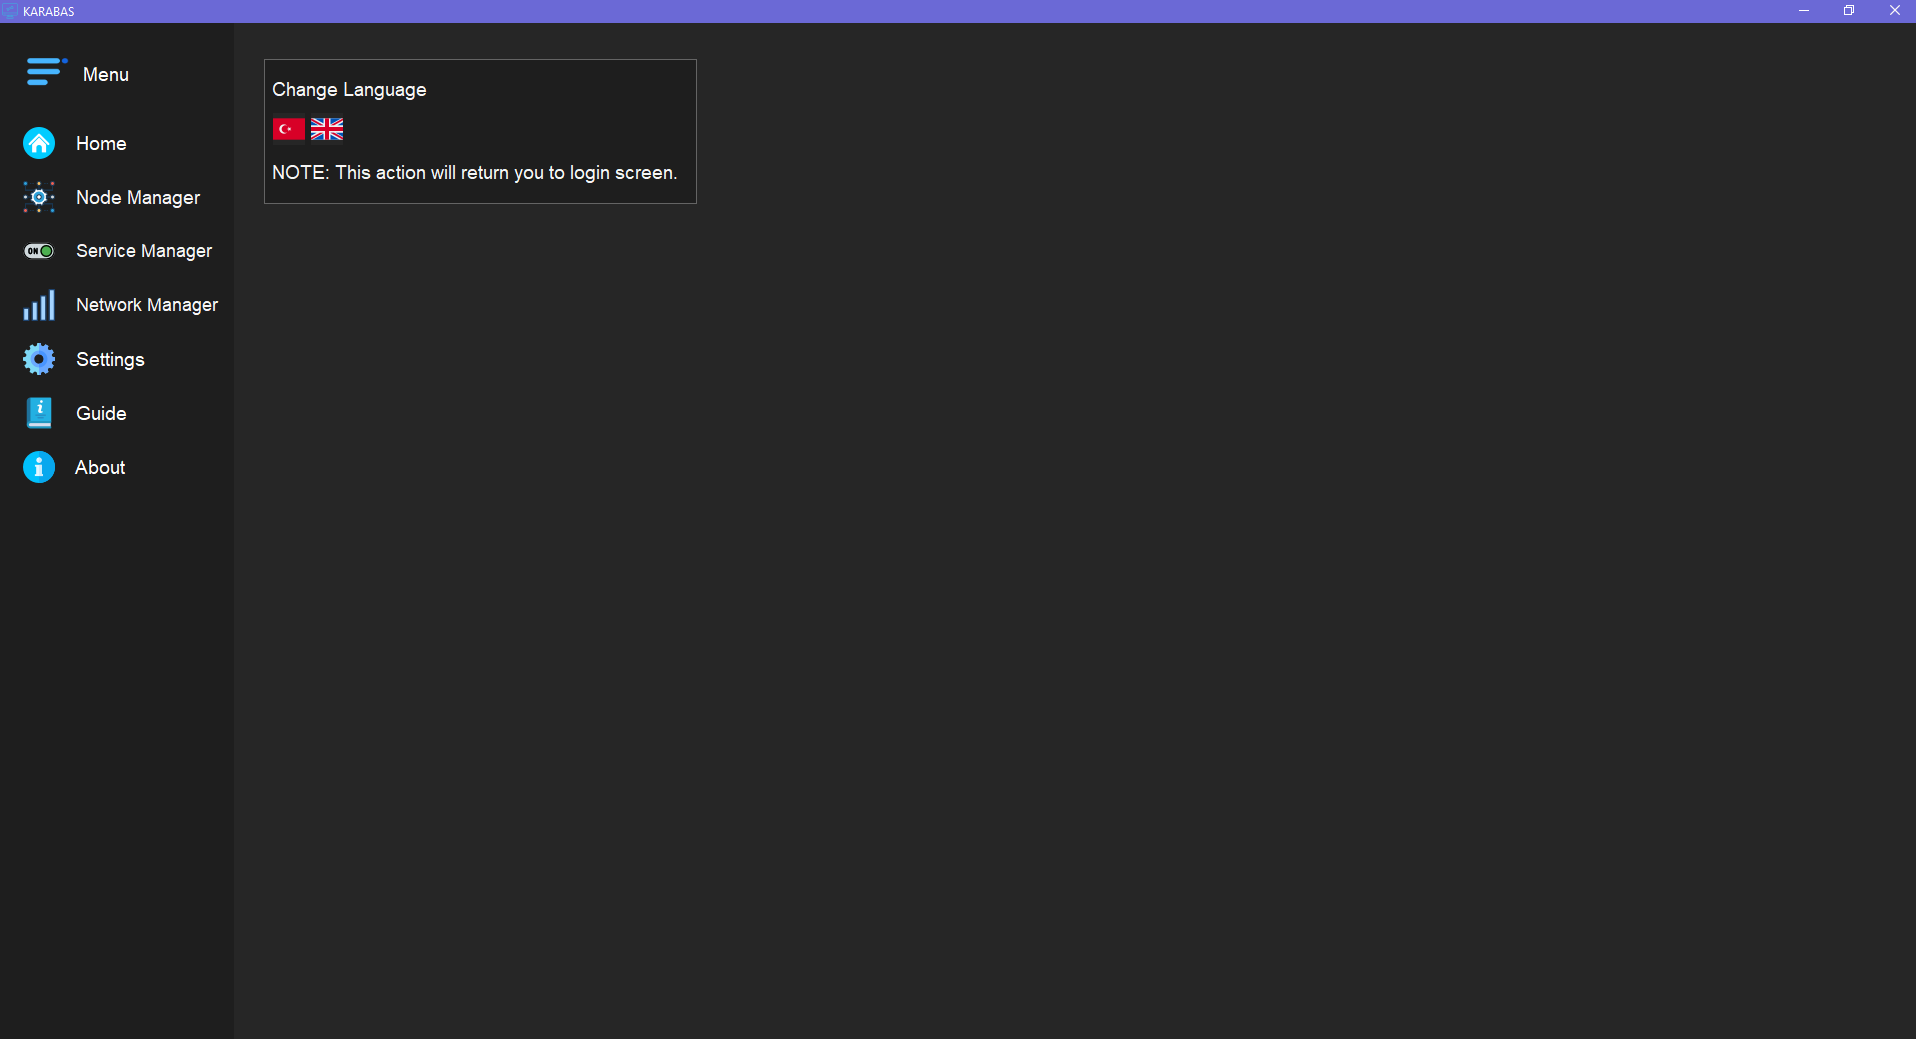 KARABAS
Menu
Home
Node Manager
ON
Service Manager
Network Manager
Settings
Guide
About
Change Language
NOTE: This action will return you to login screen.